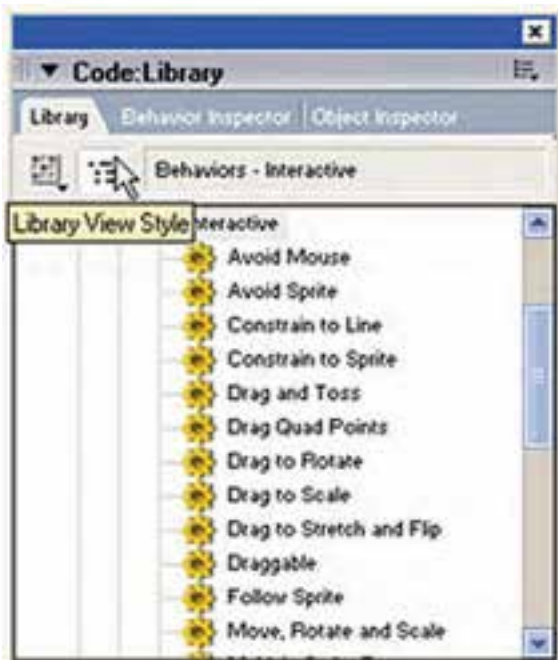 Code:Library
Library Behavior Inspector Object Inspector
Behaviors - Interactive
Library View Style
nteractive
Avoid Mouse
Avoid Sprite
Constrain to Line
Constrain to Sprite
Drag and Toss
Drag Quad Points
Drag to Rotate
Drag to Scale
Drag to Stretch and Flip
Draggable
Follow Sprite
Move, Rotate and Scale